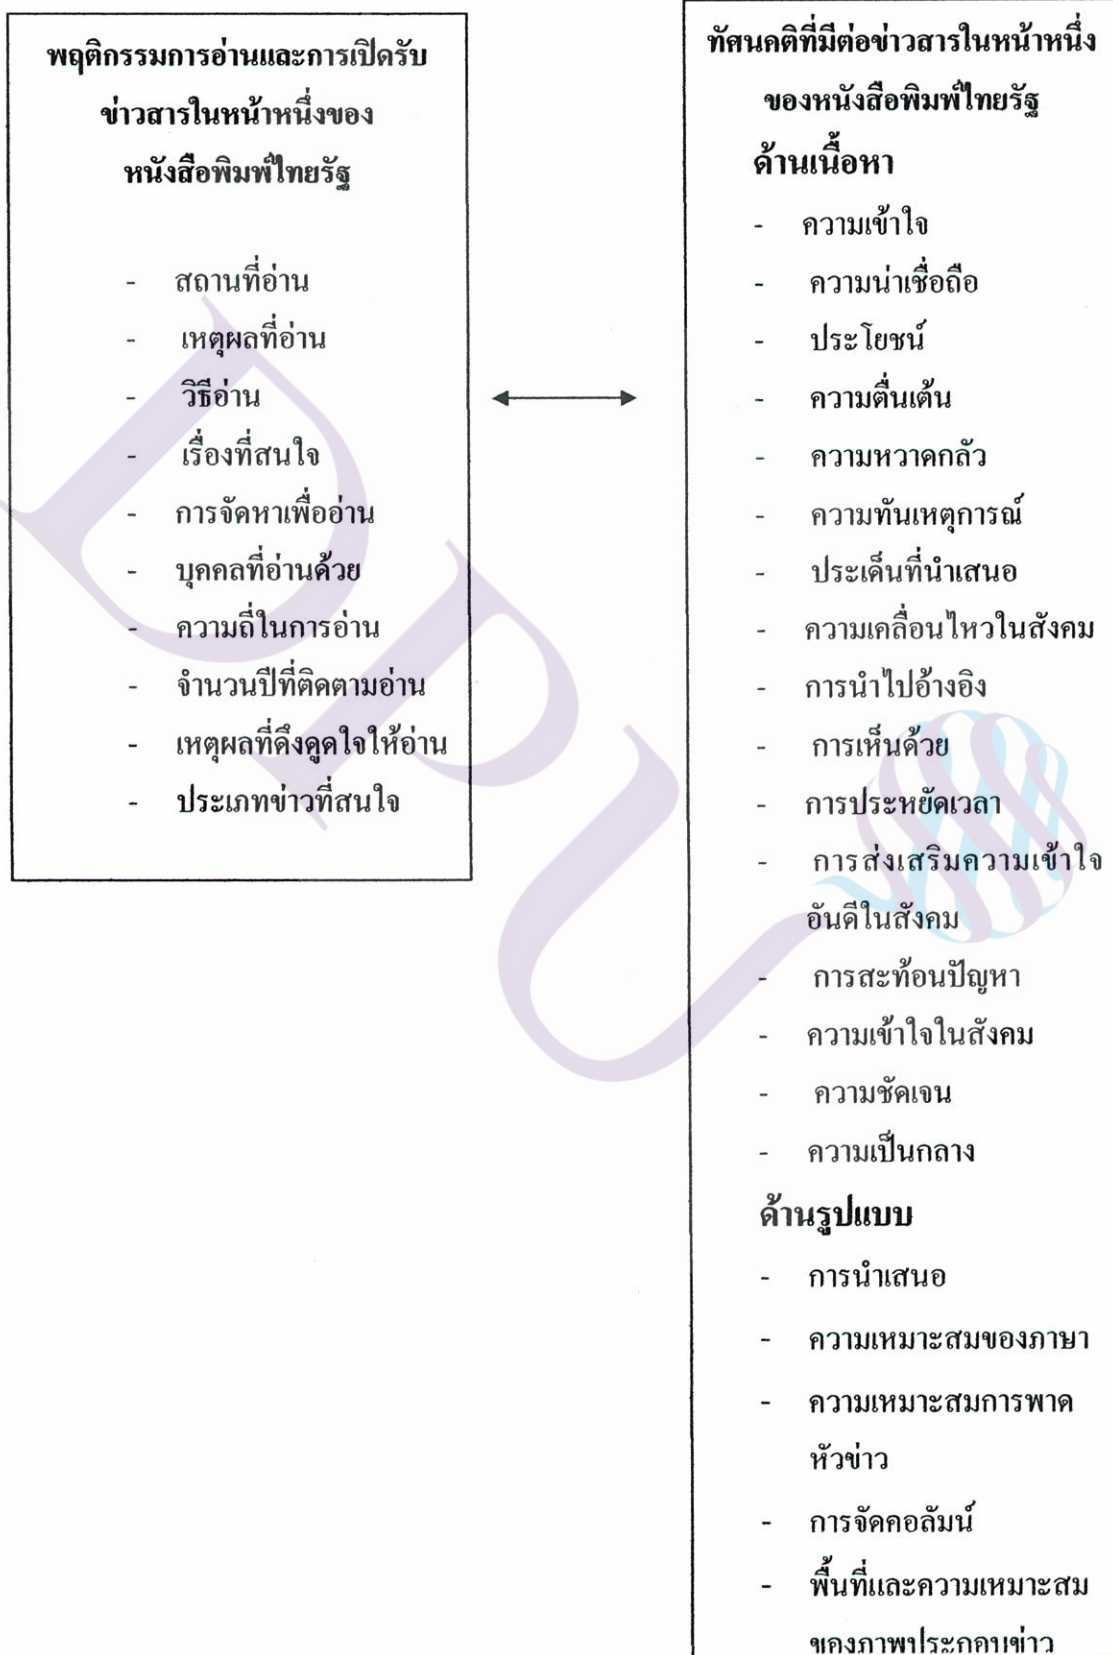 พฤติกรรมการอ่านและการเปิดรับ
ข่าวสารในหน้าหนึ่งของ
หนังสือพิมพ์ไทยรัฐ
- สถานที่อ่าน
- เหตุผลที่อ่าน
- วิธีอ่าน
- เรื่องที่สนใจ
- การจัดหาเพื่ออ่าน
- บุคคลที่อ่านด้วย
- ความถี่ในการอ่าน
- จำนวนปีที่ติดตามอ่าน
- เหตุผลที่ดึงดูดใจให้อ่าน
- ประเภทข่าวที่สนใจ
ทัศนคติที่มีต่อข่าวสารในหน้าหนึ่ง
ของหนังสือพิมพ์ไทยรัฐ
ด้านเนื้อหา
- ความเข้าใจ
- ความน่าเชื่อถือ
- ประโยชน์
- ความตื่นเต้น
- ความหวาดกลัว
- ความทันเหตุการณ์
- ประเด็นที่นำเสนอ
- ความเคลื่อนไหวในสังคม
- การนำไปอ้างอิง
- การเห็นด้วย
- การประหยัดเวลา
- การส่งเสริมความเข้าใจ
อันดีในสังคม
- การสะท้อนปัญหา
- ความเข้าใจในสังคม
- ความชัดเจน
- ความเป็นกลาง
ด้านรูปแบบ
- การนำเสนอ
- ความเหมาะสมของภาษา
- ความเหมาะสมการพาด
หัวข่าว
- การจัดคอลัมน์
- พื้นที่และความเหมาะสม
ของภาพประกอบข่าว
DPU